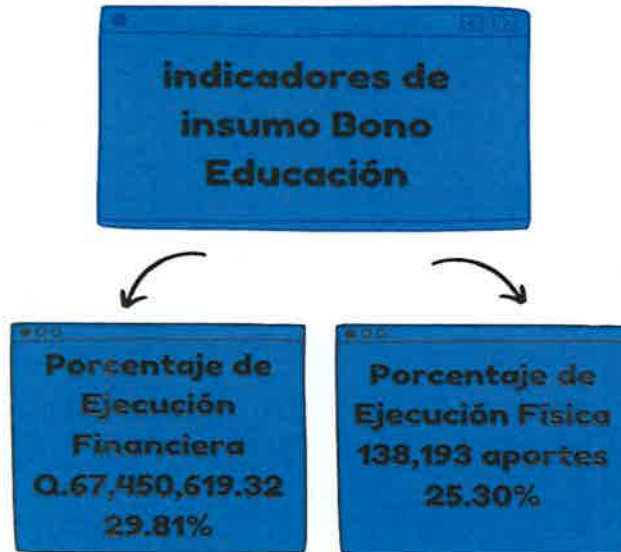 indicadores de
insumo Bono
Educación
Porcentaje de
Ejecución
Financiera
Q.67,450,619.32
29.81%
Porcentaje de
Ejecución Física
138,193 aportes
25.30%